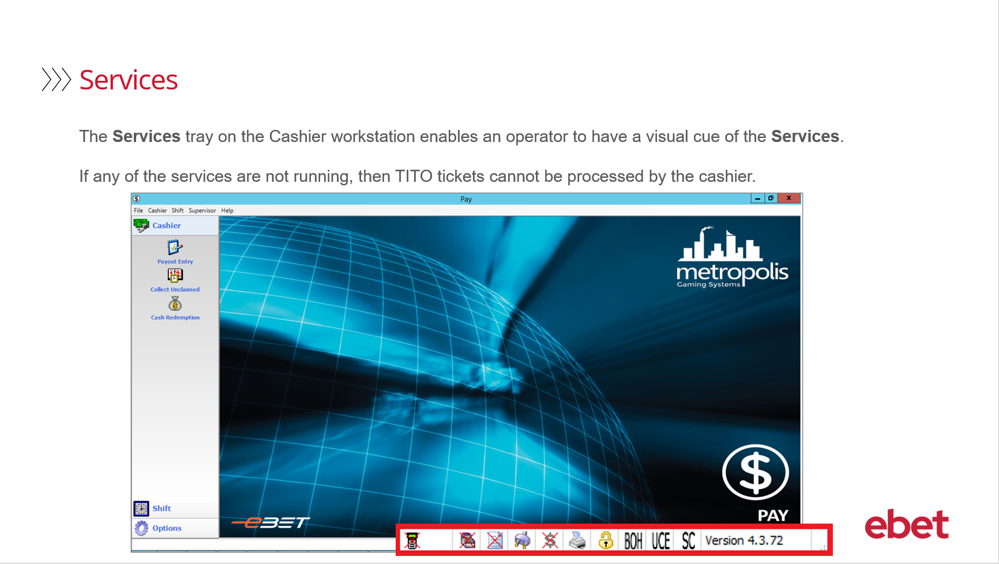 Services
The Services tray on the Cashier workstation enables an operator to have a visual cue of the Services.
If any of the services are not running, then TITO tickets cannot be processed by the cashier.
Pay
File Cashier Shift Supervisor Help
Cashier
Payout Entry
Collect Unclaimed
Cash Redemption
metropolis
Gaming Systems
$
PAY
Shift
Options
eBET
BOH UCE SC Version 4.3.72
ebet